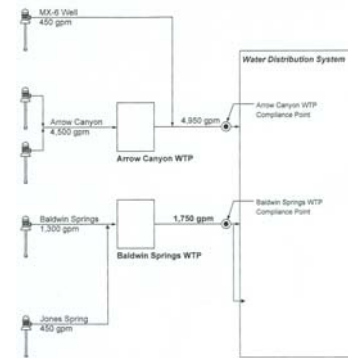 MX-6 Well
450 gpm
Water Distribution System
Arrow Canyon
4,500 gpm
4,950 gpm
Arrow Canyon WTP
Compliance Point
Arrow Canyon WTP
Baldwin Springs
1,300 gpm
1,750 gpm
Baldwin Springs WTP
Compliance Point
Baldwin Springs WTP
Jones Spring
450 gpm